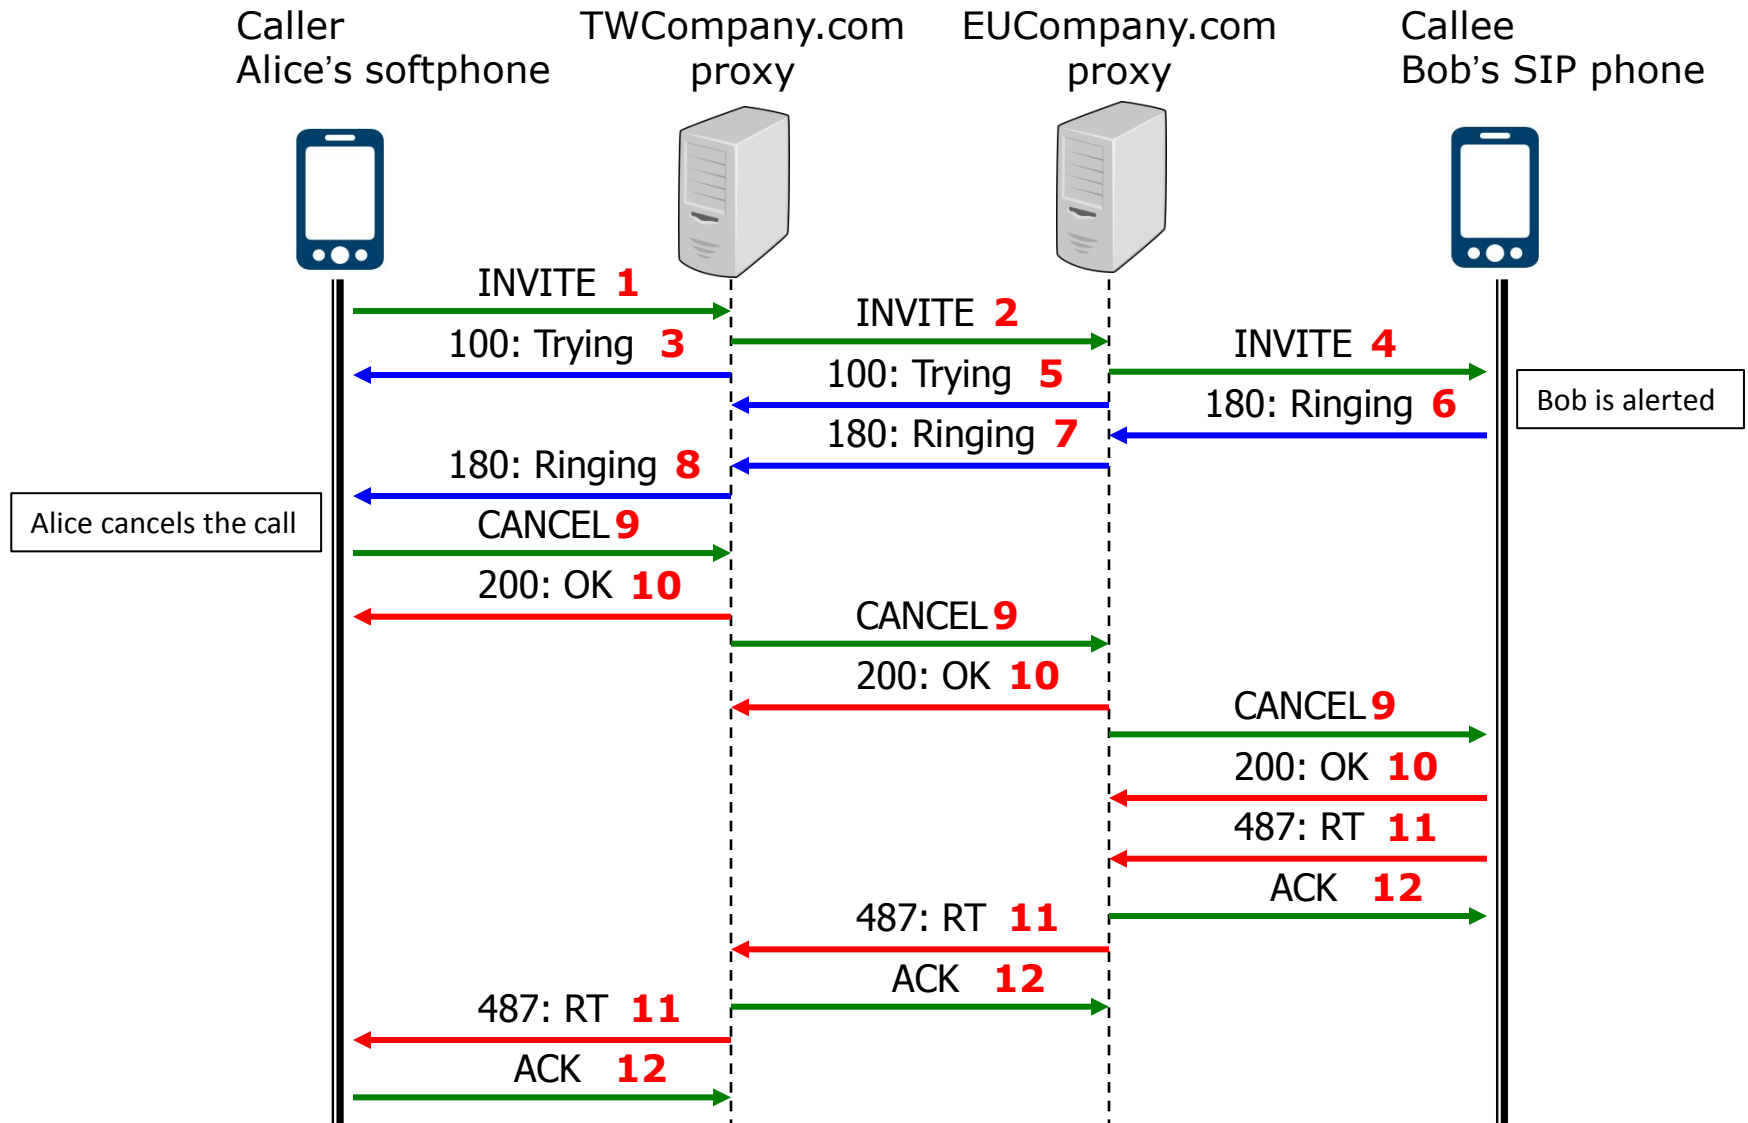 Caller
Alice's softphone
TWCompany.com
proxy
EUCompany.com
proxy
Callee
Bob's SIP phone
INVITE 1
INVITE 2
100: Trying 3
INVITE 4
100: Trying 5
180: Ringing 6
Bob is alerted
180: Ringing 7
180: Ringing 8
Alice cancels the call
CANCEL 9
200: OK 10
CANCEL 9
200: OK 10
CANCEL 9
200: OK 10
487: RT 11
ACK 12
487: RT 11
ACK 12
487: RT 11
ACK 12